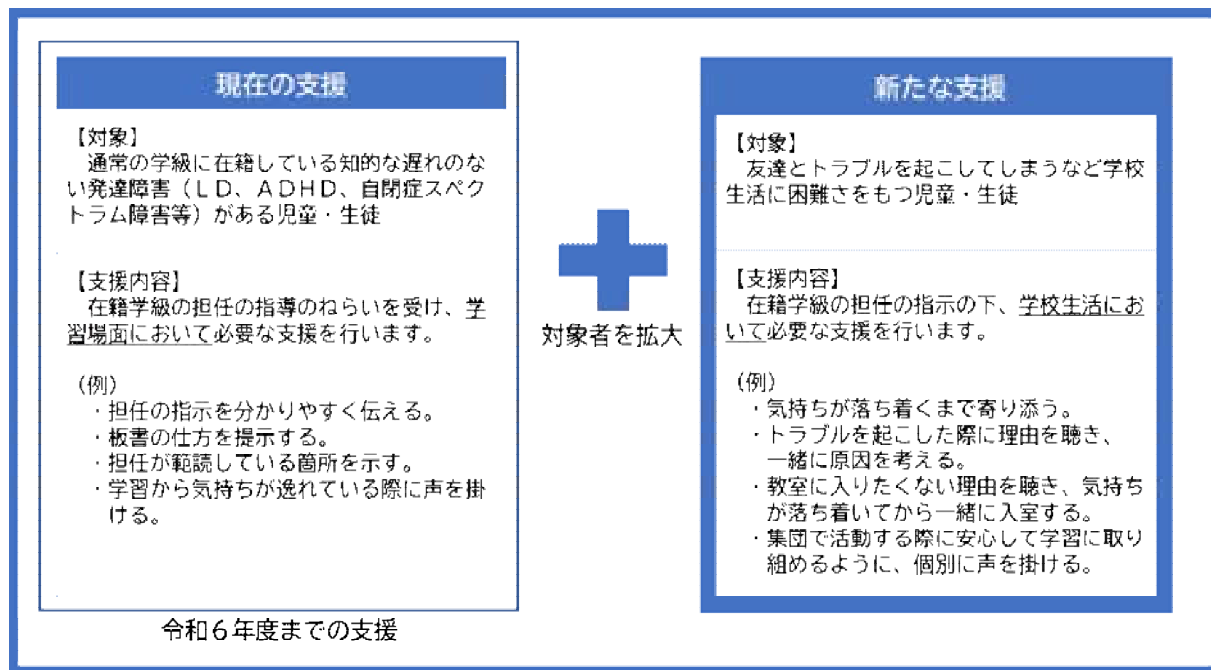 現在の支援
【対象】
通常の学級に在籍している知的な遅れのな
い発達障害（ＬＤ、ＡＤＨＤ、自閉症スペク
トラム障害等）がある児童・生徒
【支援内容】
在籍学級の担任の指導のねらいを受け、学
習場面において必要な支援を行います。
（例）
・担任の指示を分かりやすく伝える。
・板書の仕方を提示する。
・担任が範読している箇所を示す。
・学習から気持ちが逸れている際に声を掛
ける。
令和６年度までの支援
対象者を拡大
新たな支援
【対象】
友達とトラブルを起こしてしまうなど学校
生活に困難さをもつ児童・生徒
【支援内容】
在籍学級の担任の指示の下、学校生活にお
いて必要な支援を行います。
（例）
・気持ちが落ち着くまで寄り添う。
・トラブルを起こした際に理由を聴き、
一緒に原因を考える。
・教室に入りたくない理由を聴き、気持ち
が落ち着いてから一緒に入室する。
・集団で活動する際に安心して学習に取り
組めるように、個別に声を掛ける。